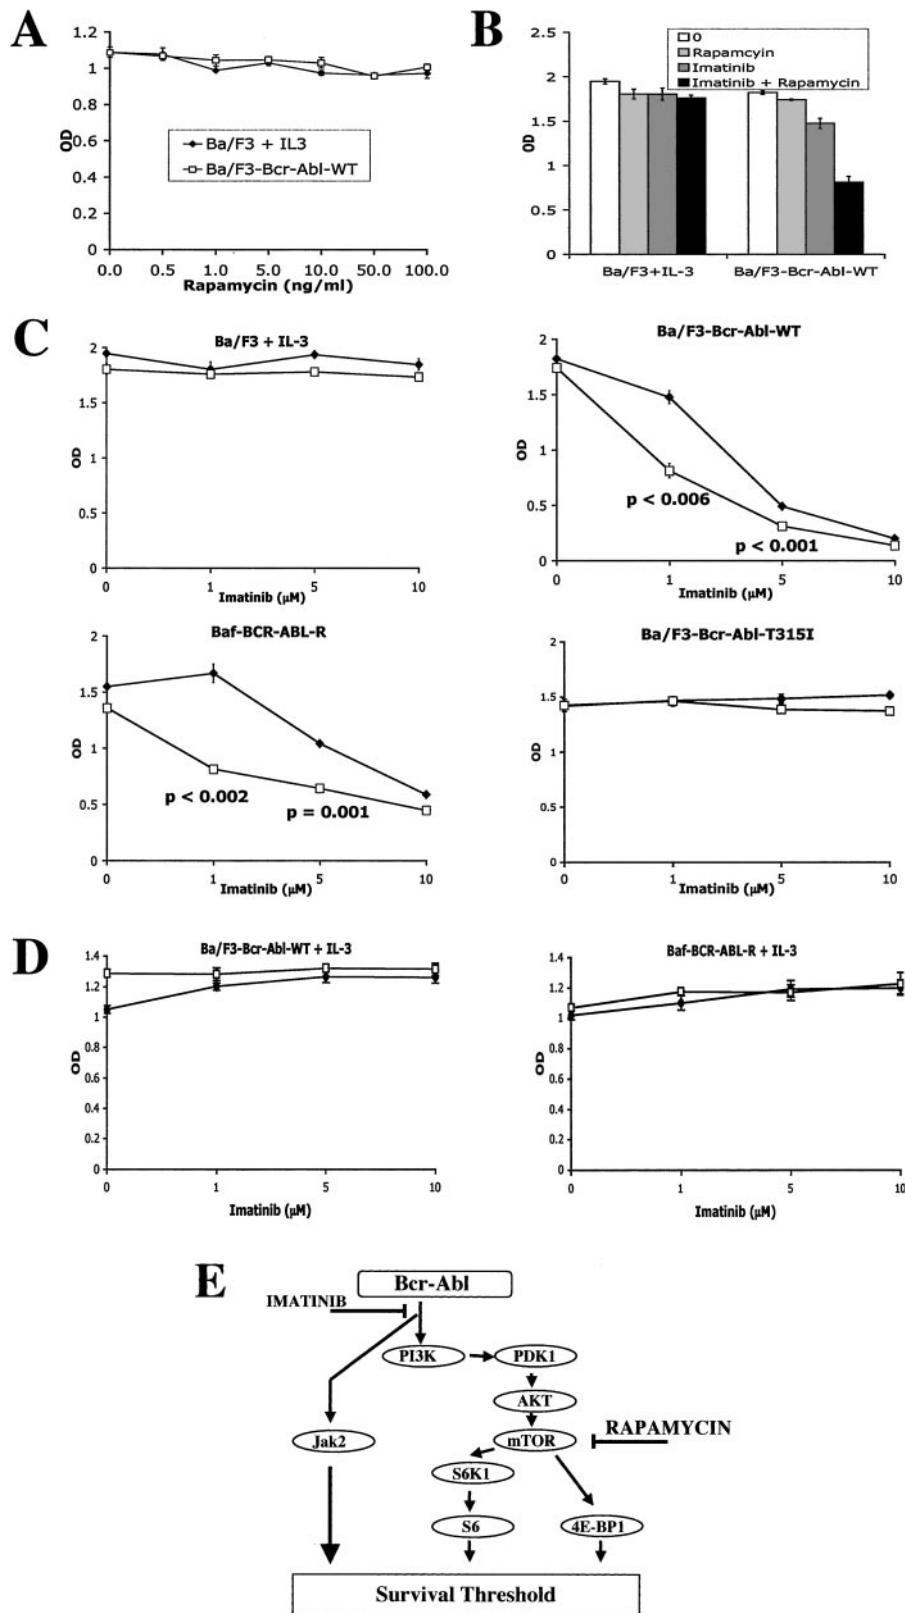 A
1.2
1
0.8
0.6
0.4
0.2
0
OD
Ba/F3 + IL3
Ba/F3-Bcr-Abl-WT
0.0 0.5 1.0 5.0 10.0 50.0 100.0
Rapamycin (ng/ml)
B
2.5
2
1.5
1
0.5
0
OD
0
Rapamcyin
Imatinib
Imatinib + Rapamycin
Ba/F3+IL-3 Ba/F3-Bcr-Abl-WT
C
Ba/F3 + IL-3
2
1.5
1
0.5
0
OD
0 1 5 10
Imatinib (μM)
Ba/F3-Bcr-Abl-WT
2
1.5
1
0.5
0
OD
p < 0.006
p < 0.001
0 1 5 10
Imatinib (μM)
Baf-BCR-ABL-R
2
1.5
1
0.5
0
OD
p < 0.002
p = 0.001
0 1 5 10
Imatinib (μM)
Ba/F3-Bcr-Abl-T315I
2
1.5
1
0.5
0
OD
0 1 5 10
Imatinib (μM)
D
Ba/F3-Bcr-Abl-WT + IL-3
1.4
1.2
1
0.8
0.6
0.4
0.2
0
OD
0 1 5 10
Imatinib (μM)
Baf-BCR-ABL-R + IL-3
1.4
1.2
1
0.8
0.6
0.4
0.2
0
OD
0 1 5 10
Imatinib (μM)
E
Bcr-Abl
IMATINIB
PI3K PDK1
AKT
Jak2 mTOR RAPAMYCIN
S6K1
S6 4E-BP1
Survival Threshold